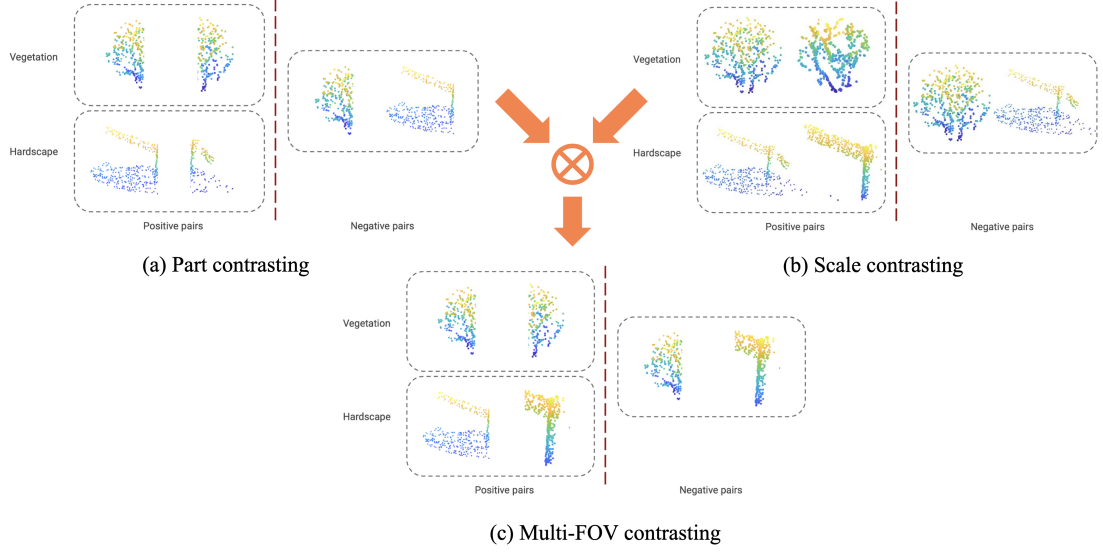 Vegetation
Hardscape
Positive pairs
Negative pairs
(a) Part contrasting
Vegetation
Hardscape
Positive pairs
Negative pairs
(b) Scale contrasting
Vegetation
Hardscape
Positive pairs
Negative pairs
(c) Multi-FOV contrasting